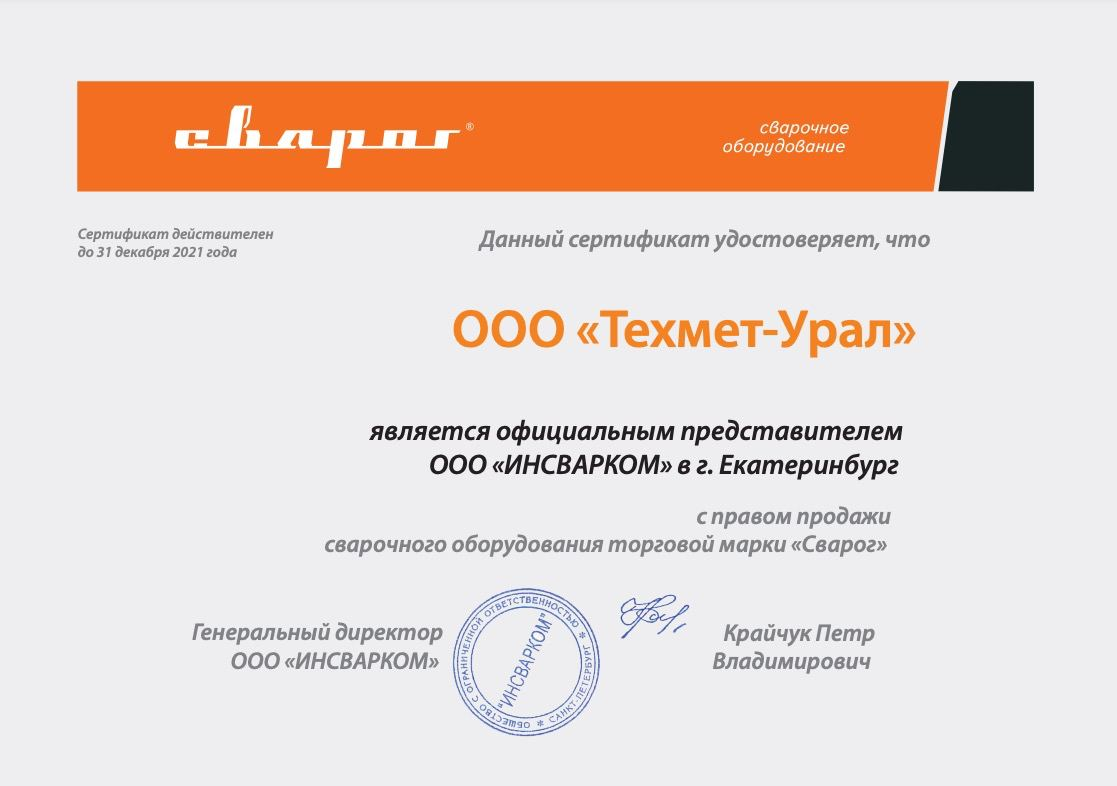 сварог®
сварочное
оборудование
Сертификат действителен
до 31 декабря 2021 года
Данный сертификат удостоверяет, что
ООО «Техмет-Урал»
является официальным представителем
ООО «ИНСВАРКОМ» в г. Екатеринбург
с правом продажи
сварочного оборудования торговой марки «Сварог»
Генеральный директор
ООО «ИНСВАРКОМ»
ОБЩЕСТВО С ОГРАНИЧЕННОЙ ОТВЕТСТВЕННОСТЬЮ * САНКТ-ПЕТЕРБУРГ *
"ИНСВАРКОМ"
Крайчук Петр
Владимирович